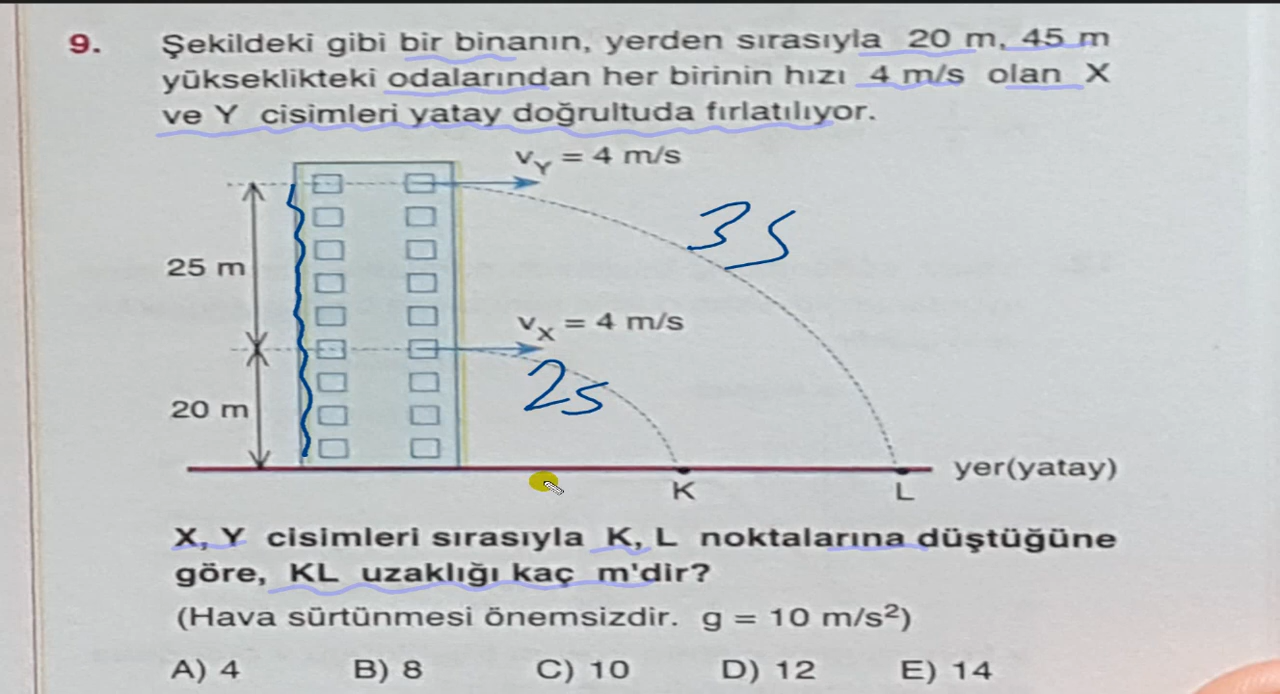 9. Şekildeki gibi bir binanın, yerden sırasıyla 20 m, 45 m
yükseklikteki odalarından her birinin hızı 4 m/s olan X
ve Y cisimleri yatay doğrultuda fırlatılıyor.
vY = 4 m/s
3s
25 m
vX = 4 m/s
2s
20 m
yer(yatay)
K L
X, Y cisimleri sırasıyla K, L noktalarına düştüğüne
göre, KL uzaklığı kaç m'dir?
(Hava sürtünmesi önemsizdir. g = 10 m/s²)
A) 4 B) 8 C) 10 D) 12 E) 14